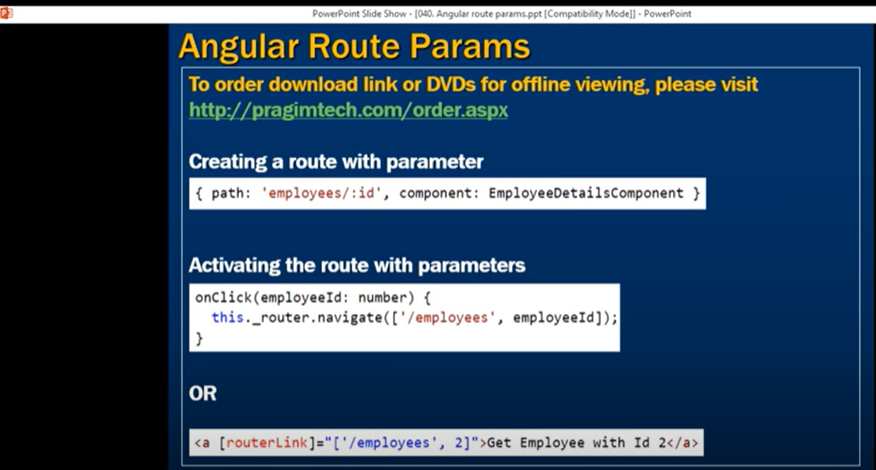 PowerPoint Slide Show - [040. Angular route params.ppt [Compatibility Mode]] - PowerPoint
Angular Route Params
To order download link or DVDs for offline viewing, please visit
http://pragimtech.com/order.aspx
Creating a route with parameter
{ path: 'employees/:id', component: EmployeeDetailsComponent }
Activating the route with parameters
onClick(employeeId: number) {
this._router.navigate(['/employees', employeeId]);
}
OR
<a [routerLink]="['/employees', 2]">Get Employee with Id 2</a>